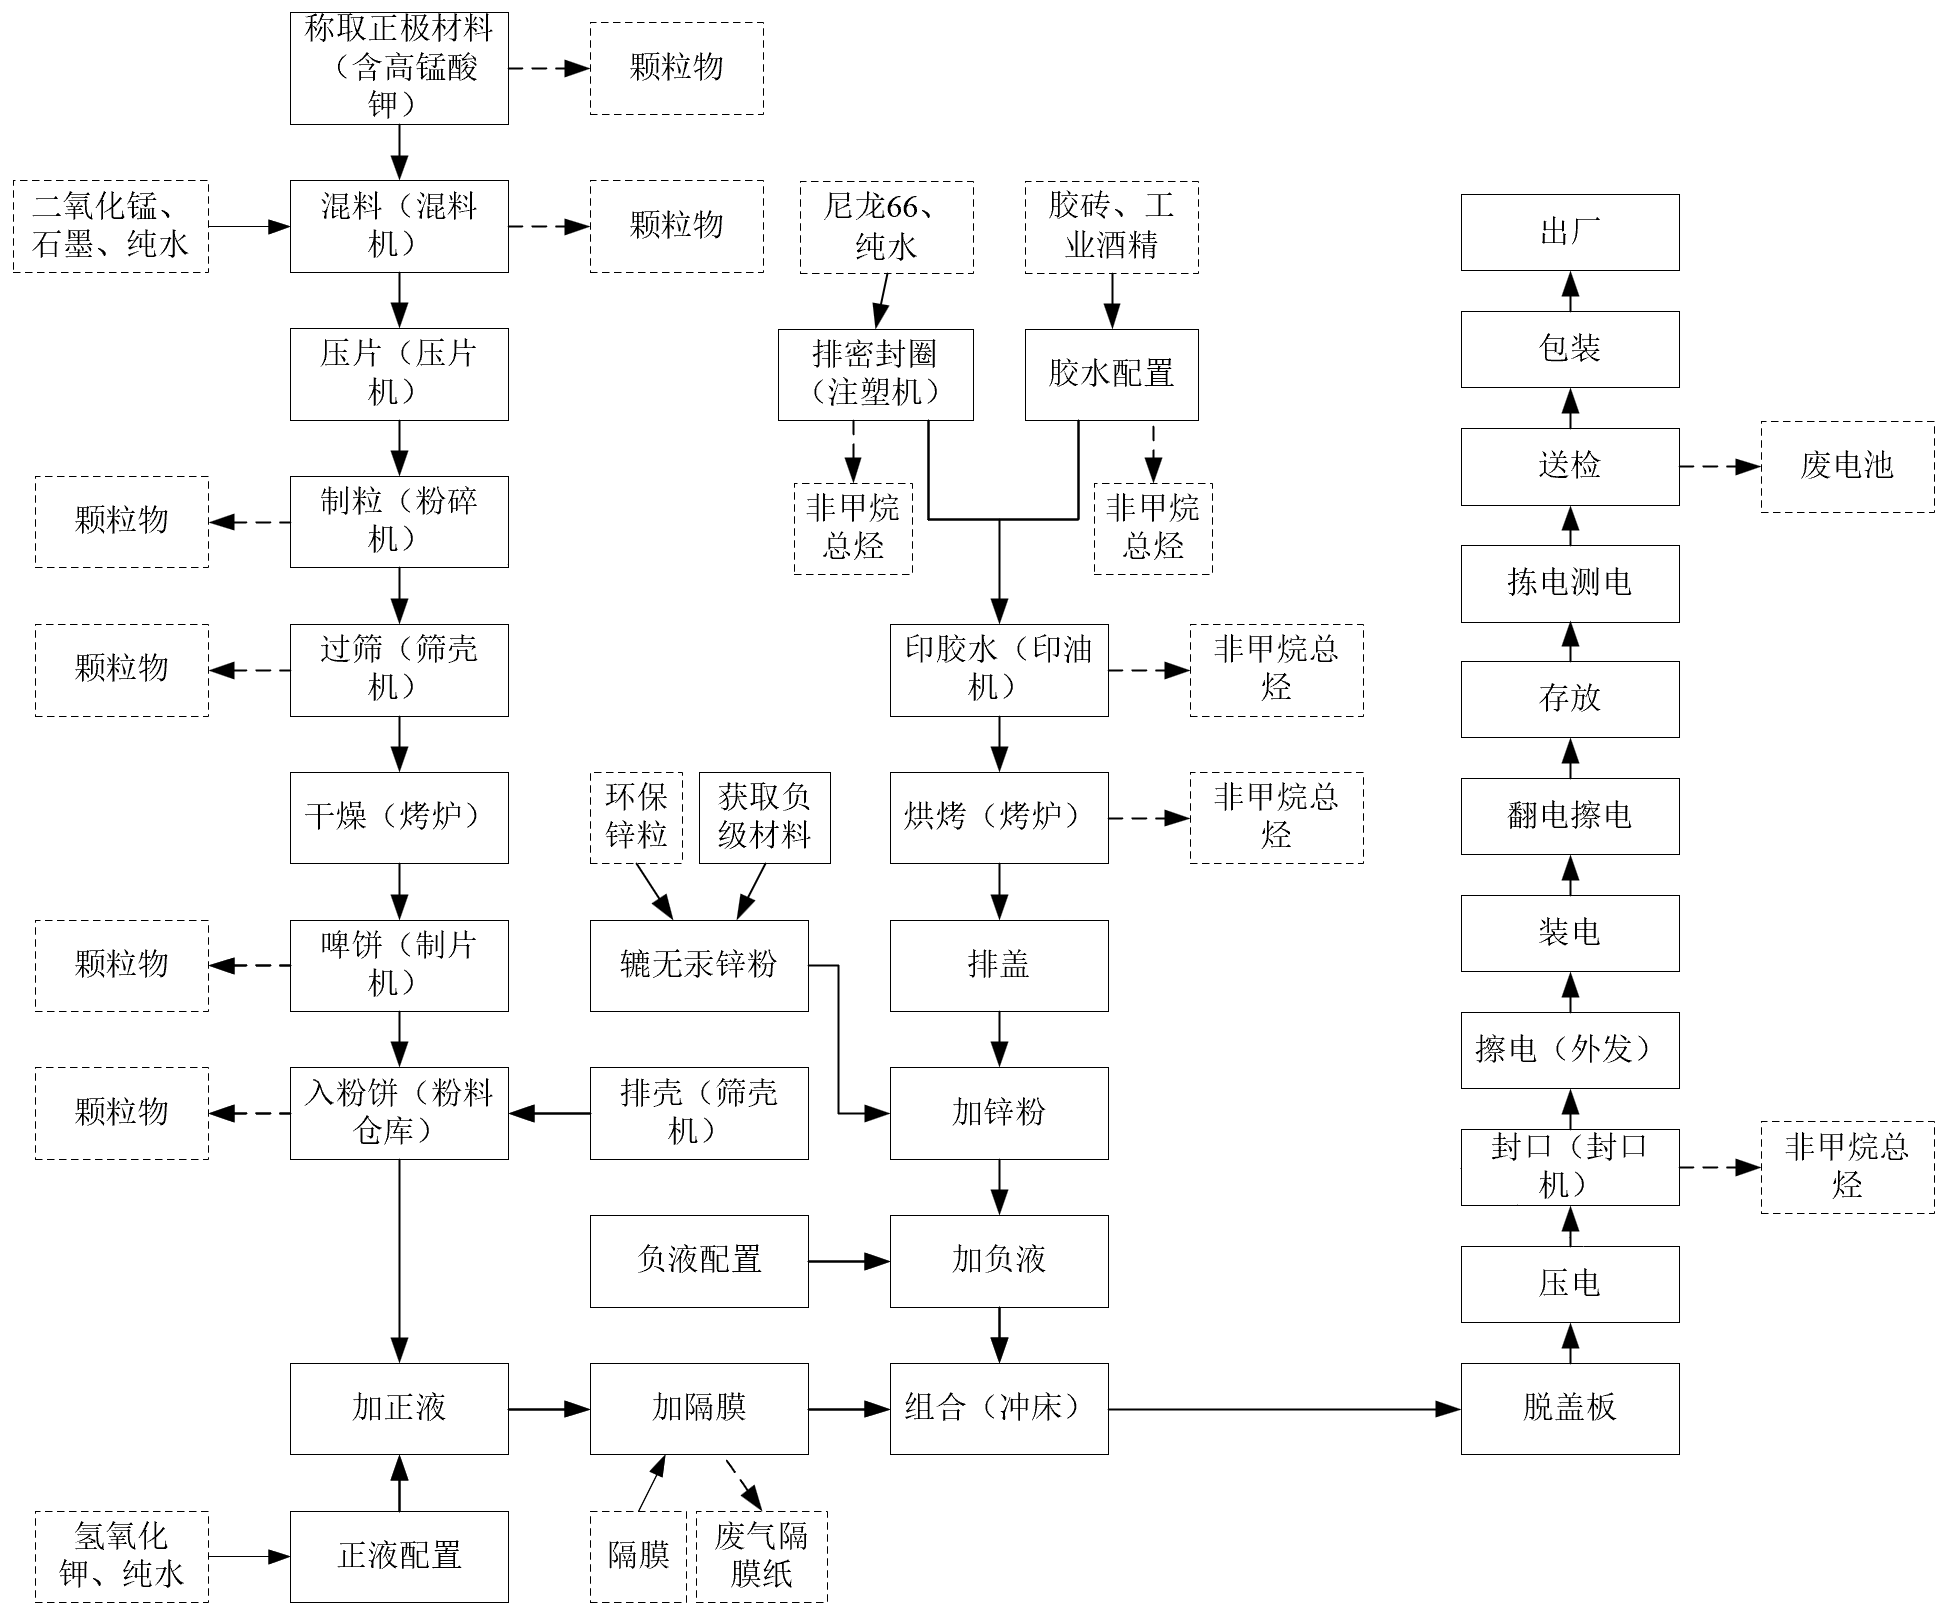 称取正极材料
（含高锰酸
钾）
颗粒物
二氧化锰、
石墨、纯水
混料（混料
机）
颗粒物
尼龙66、
纯水
胶砖、工
业酒精
出厂
压片（压片
机）
排密封圈
（注塑机）
胶水配置
包装
颗粒物
制粒（粉碎
机）
非甲烷
总烃
非甲烷
总烃
送检
废电池
颗粒物
过筛（筛壳
机）
印胶水（印油
机）
非甲烷总
烃
拣电测电
存放
干燥（烤炉）
环保
锌粒
获取负
级材料
烘烤（烤炉）
非甲烷总
烃
翻电擦电
颗粒物
啤饼（制片
机）
辘无汞锌粉
排盖
装电
颗粒物
入粉饼（粉料
仓库）
排壳（筛壳
机）
加锌粉
擦电（外发）
封口（封口
机）
非甲烷总
烃
负液配置
加负液
压电
加正液
加隔膜
组合（冲床）
脱盖板
氢氧化
钾、纯水
正液配置
隔膜
废气隔
膜纸